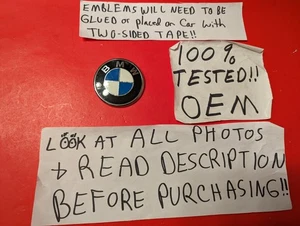 EMBLEMS WILL NEED TO BE
GLUED or placed on Car with
TWO-SIDED TAPE!!
BMW
100%
TESTED!!
OEM
LOOK AT ALL PHOTOS
+ READ DESCRIPTION
BEFORE PURCHASING!!